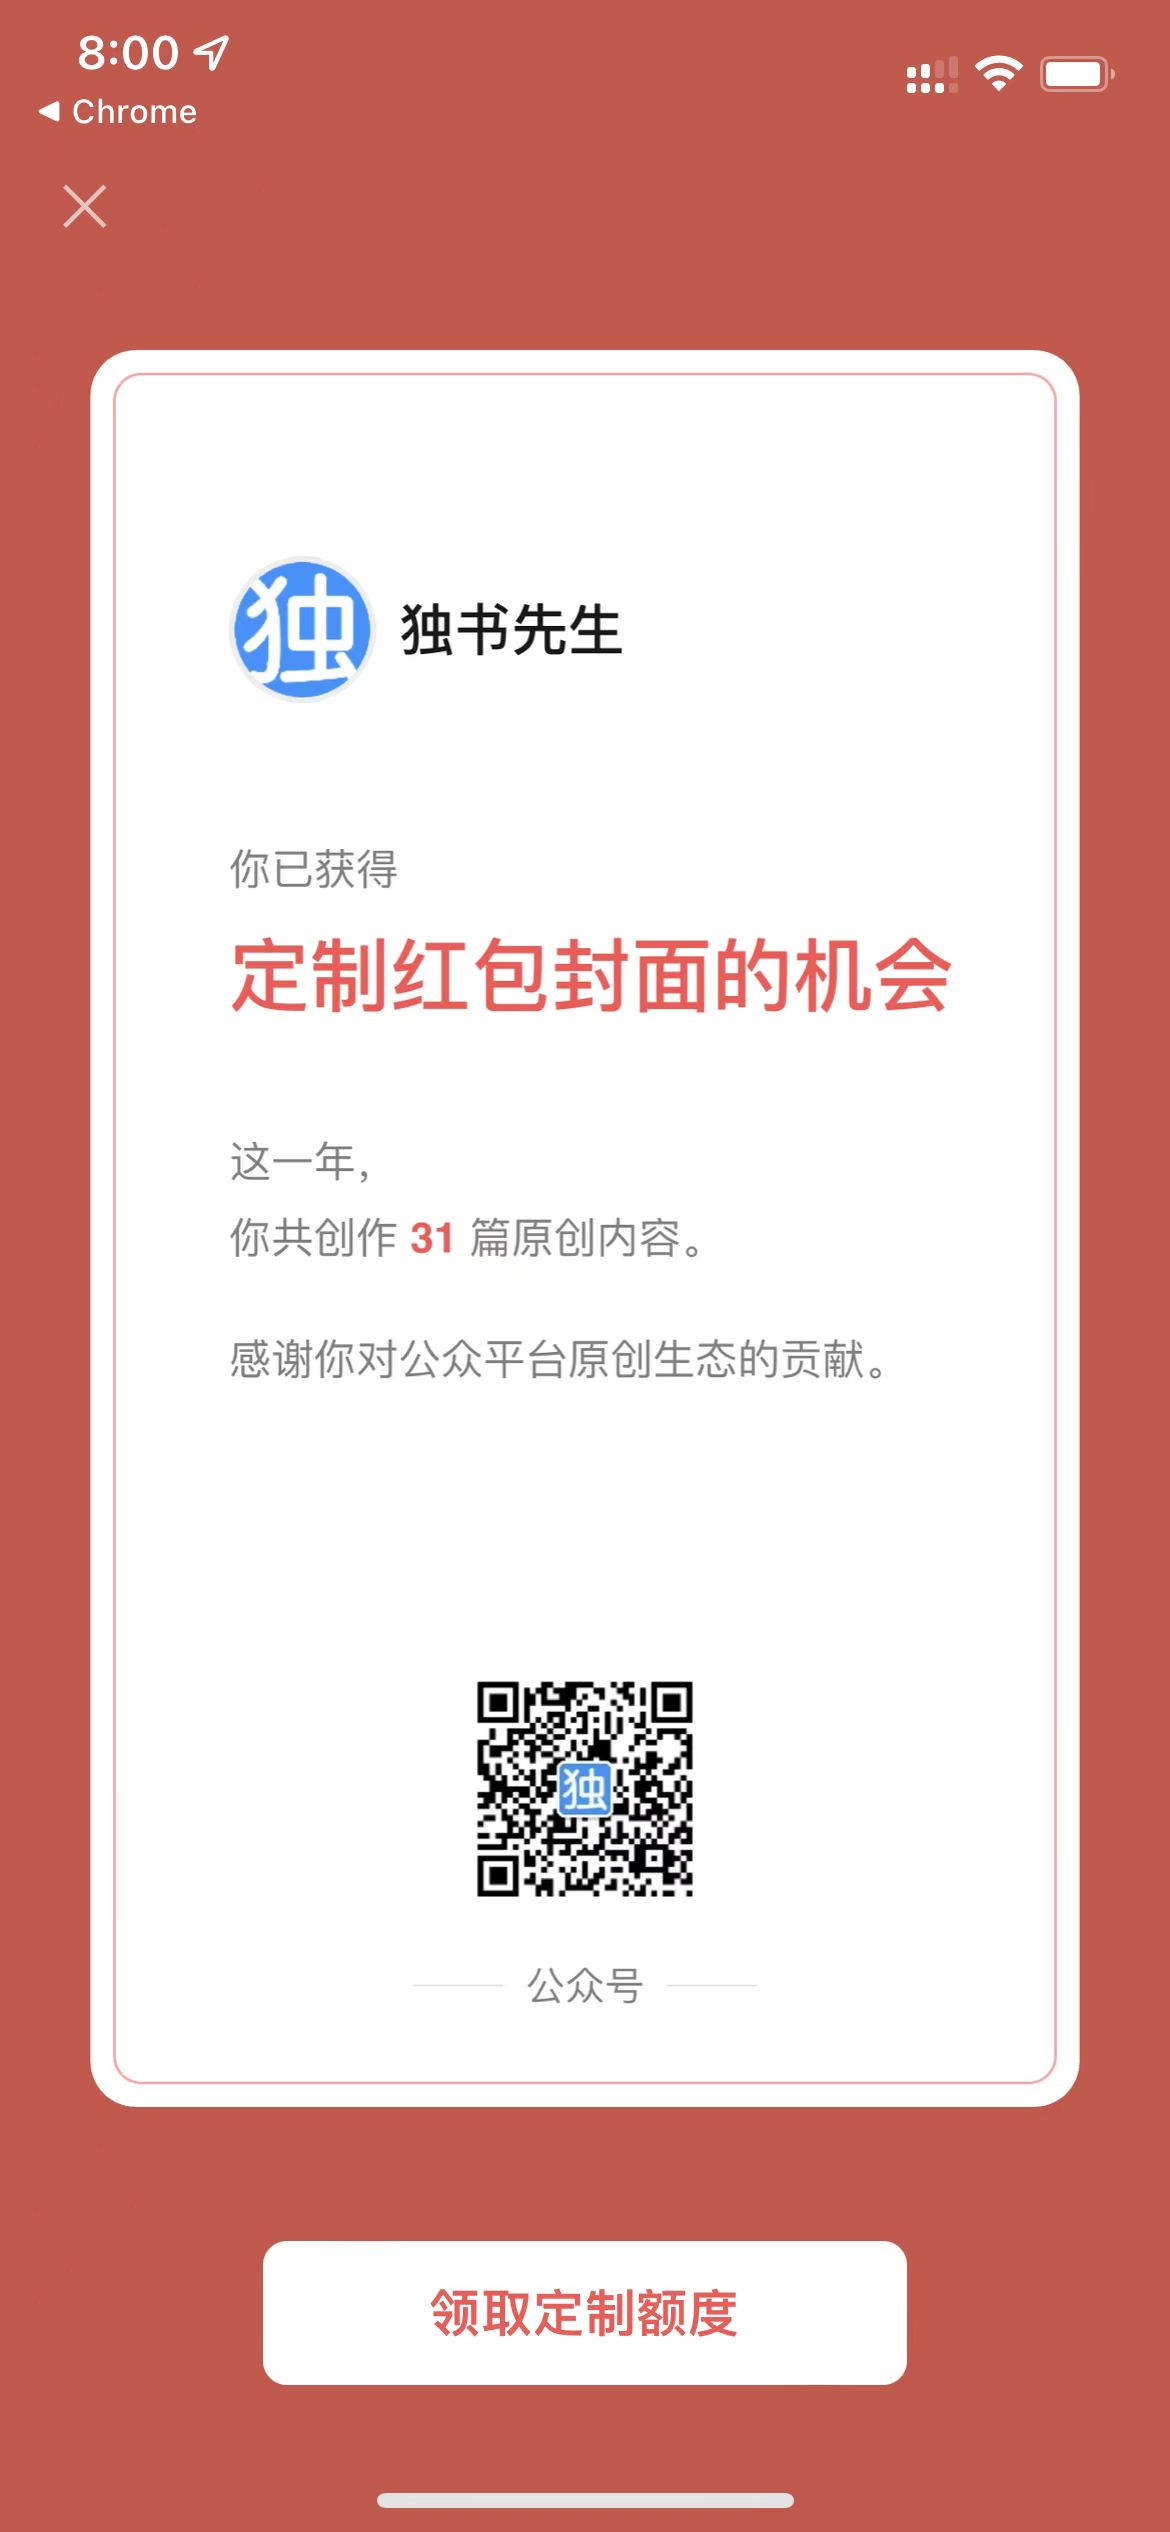 8:00
Chrome
独 独书先生
你已获得
定制红包封面的机会
这一年，
你共创作 31 篇原创内容。
感谢你对公众平台原创生态的贡献。
独
公众号
领取定制额度